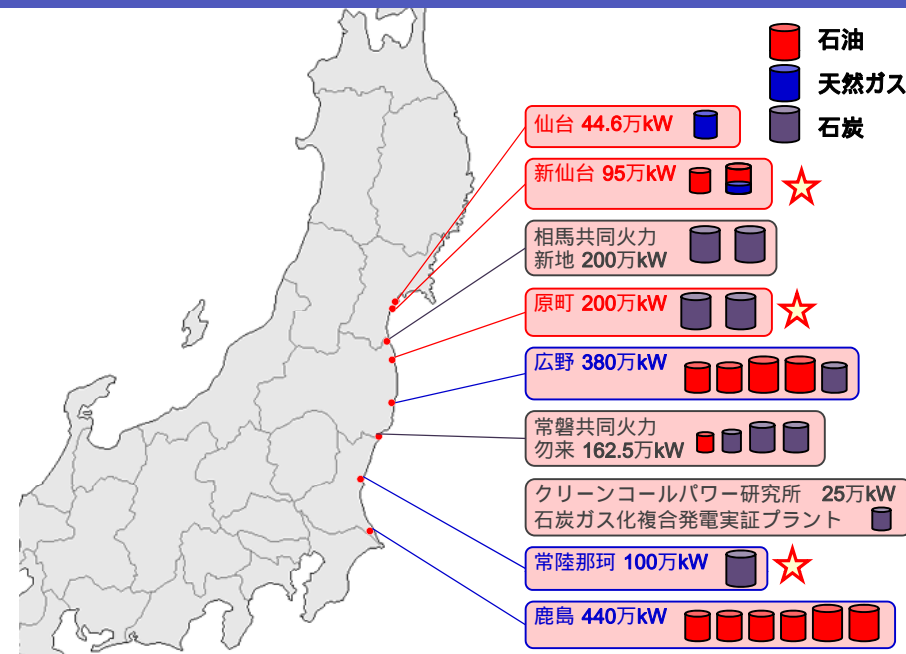 石油
天然ガス
石炭
仙台 44.6万kW
新仙台 95万kW
相馬共同火力
新地 200万kW
原町 200万kW
広野 380万kW
常磐共同火力
勿来 162.5万kW
クリーンコールパワー研究所 25万kW
石炭ガス化複合発電実証プラント
常陸那珂 100万kW
鹿島 440万kW